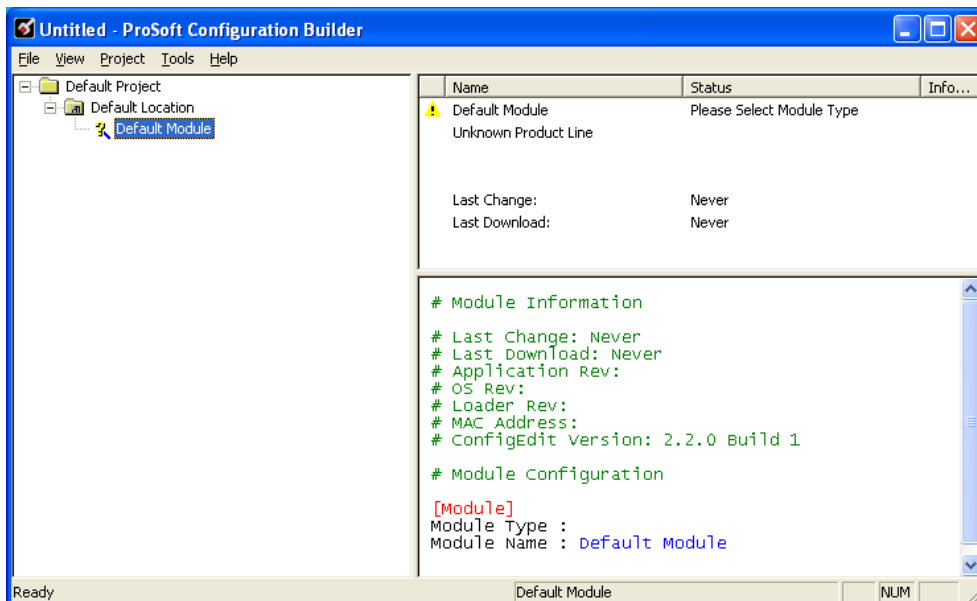 Untitled - ProSoft Configuration Builder
File View Project Tools Help
Default Project
Default Location
Default Module
Name Status Info...
Default Module Please Select Module Type
Unknown Product Line
Last Change: Never
Last Download: Never
# Module Information
# Last Change: Never
# Last Download: Never
# Application Rev:
# OS Rev:
# Loader Rev:
# MAC Address:
# ConfigEdit Version: 2.2.0 Build 1
# Module Configuration
[Module]
Module Type :
Module Name : Default Module
Ready Default Module NUM